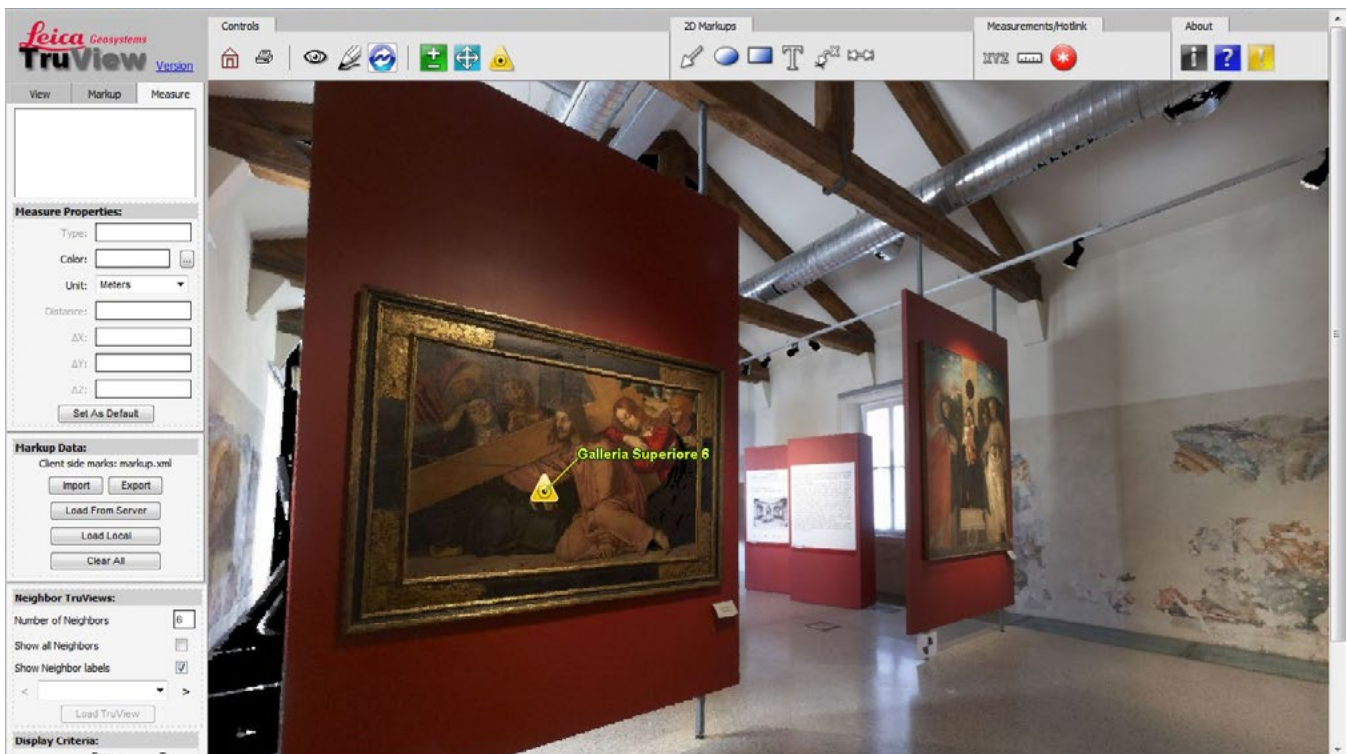 Leica Geosystems
TruView Version
View Markup Measure
Controls
2D Markups
Measurements/Hotlink
About
T
XYZ
i ? !
Measure Properties:
Type:
Color: ...
Unit: Meters
Distance:
ΔX:
ΔY:
ΔZ:
Set As Default
Markup Data:
Client side marks: markup.xml
Import Export
Load From Server
Load Local
Clear All
Neighbor TruViews:
Number of Neighbors 6
Show all Neighbors
Show Neighbor labels
< >
Load TruView
Display Criteria:
Galleria Superiore 6